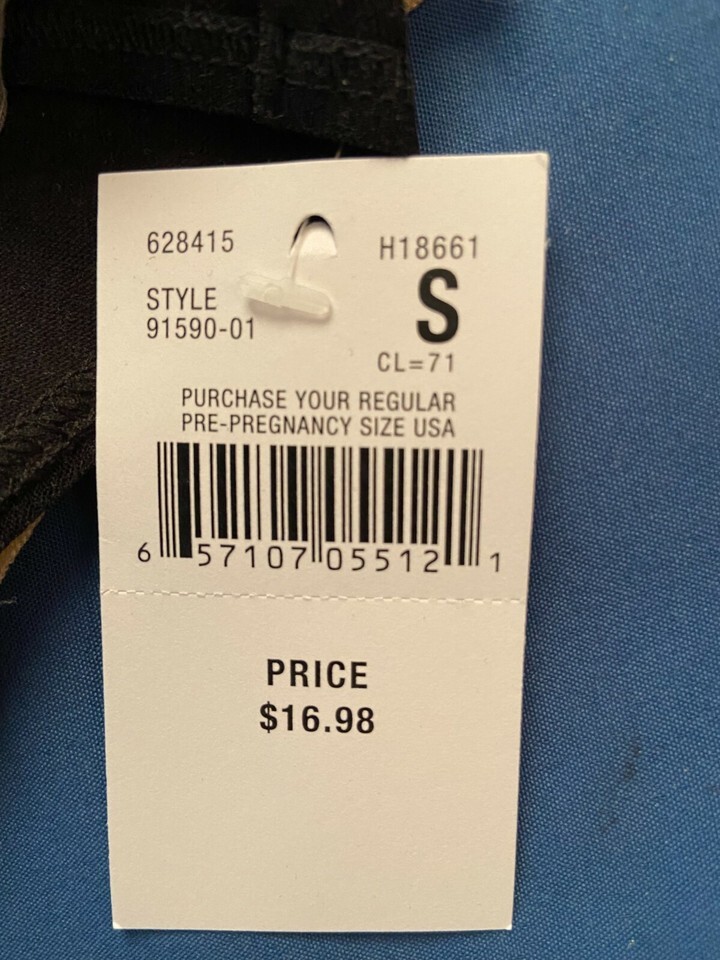 628415
H18661
STYLE
91590-01
S
CL=71
PURCHASE YOUR REGULAR
PRE-PREGNANCY SIZE USA
6 57107 05512 1
PRICE
$16.98